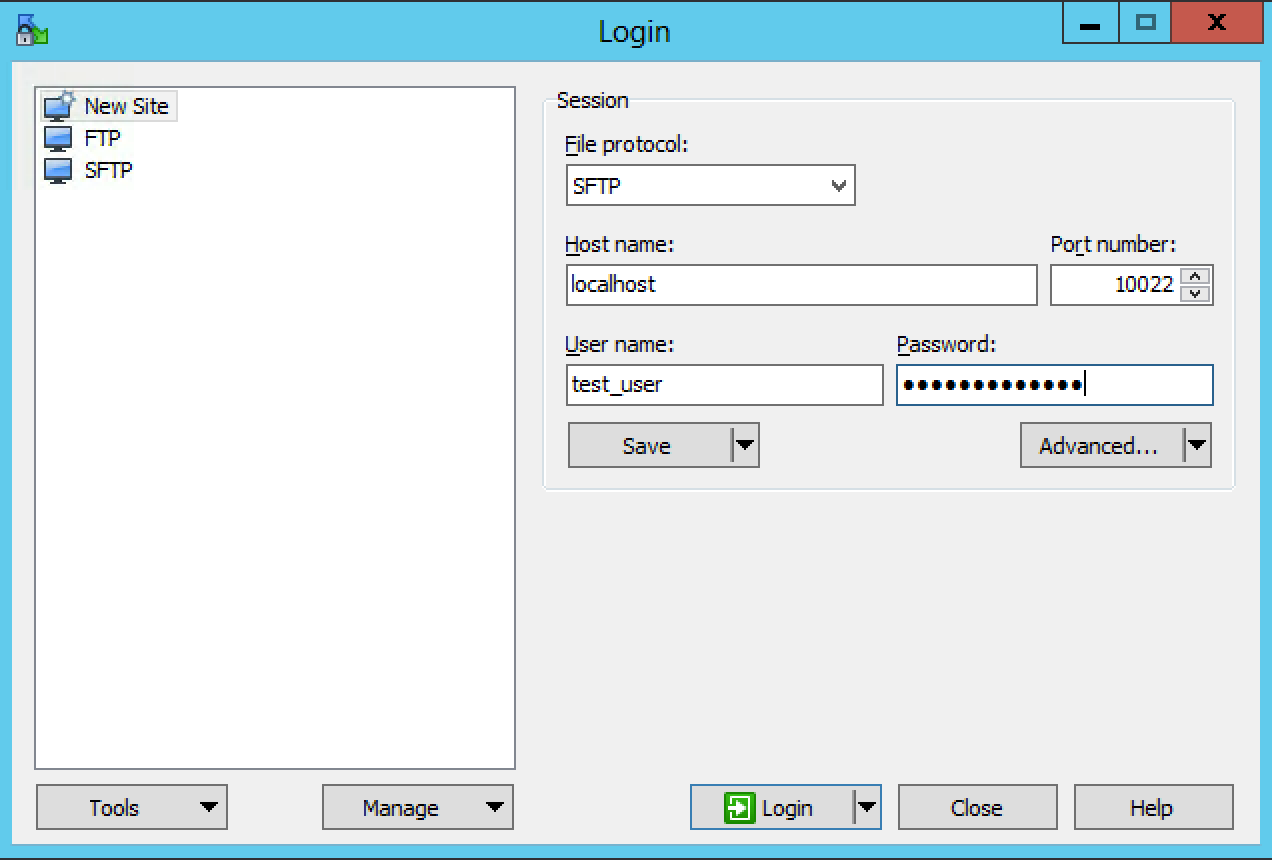 Login
New Site
FTP
SFTP
Session
File protocol:
SFTP
Host name: Port number:
localhost 10022
User name: Password:
test_user ●●●●●●●●●●●●●
Save Advanced...
Tools Manage Login Close Help